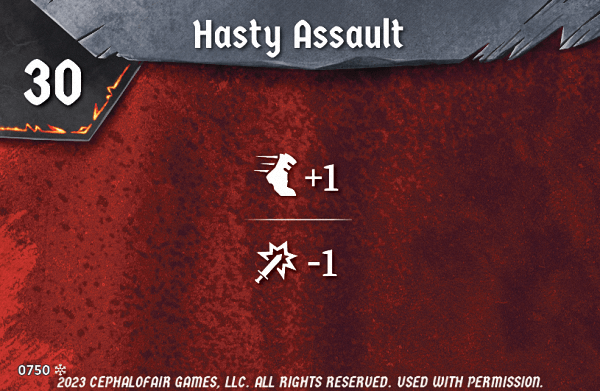 Hasty Assault
30
+1
-1
0750
2023 CEPHALOFAIR GAMES, LLC. ALL RIGHTS RESERVED. USED WITH PERMISSION.